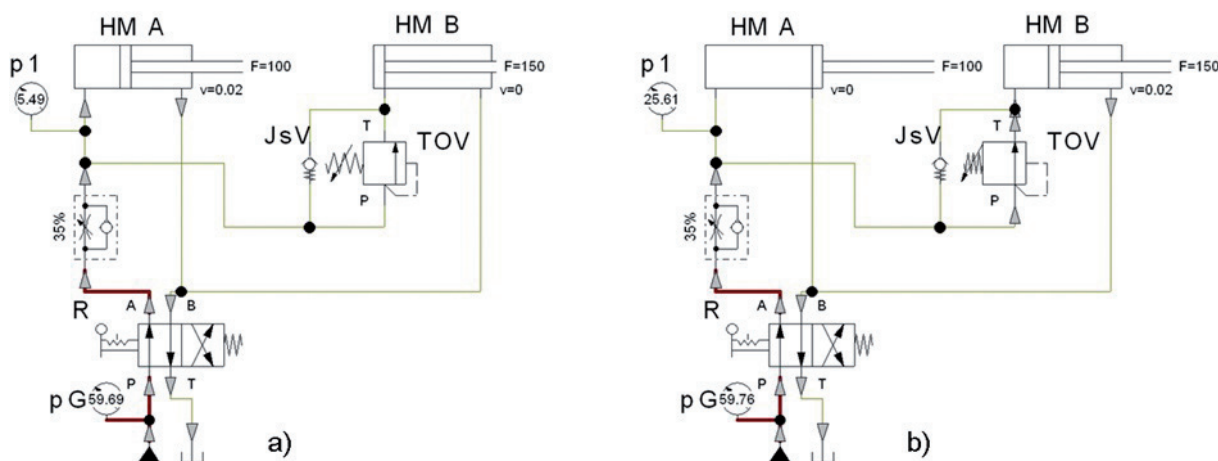 HM A
HM B
p 1
F=100
F=150
5.49
v=0.02
v=0
JsV
T
TOV
P
35%
R
A
B
P
T
p G
59.69
a)
HM A
HM B
p 1
F=100
F=150
25.61
v=0
v=0.02
JsV
T
TOV
P
35%
R
A
B
P
T
p G
59.76
b)